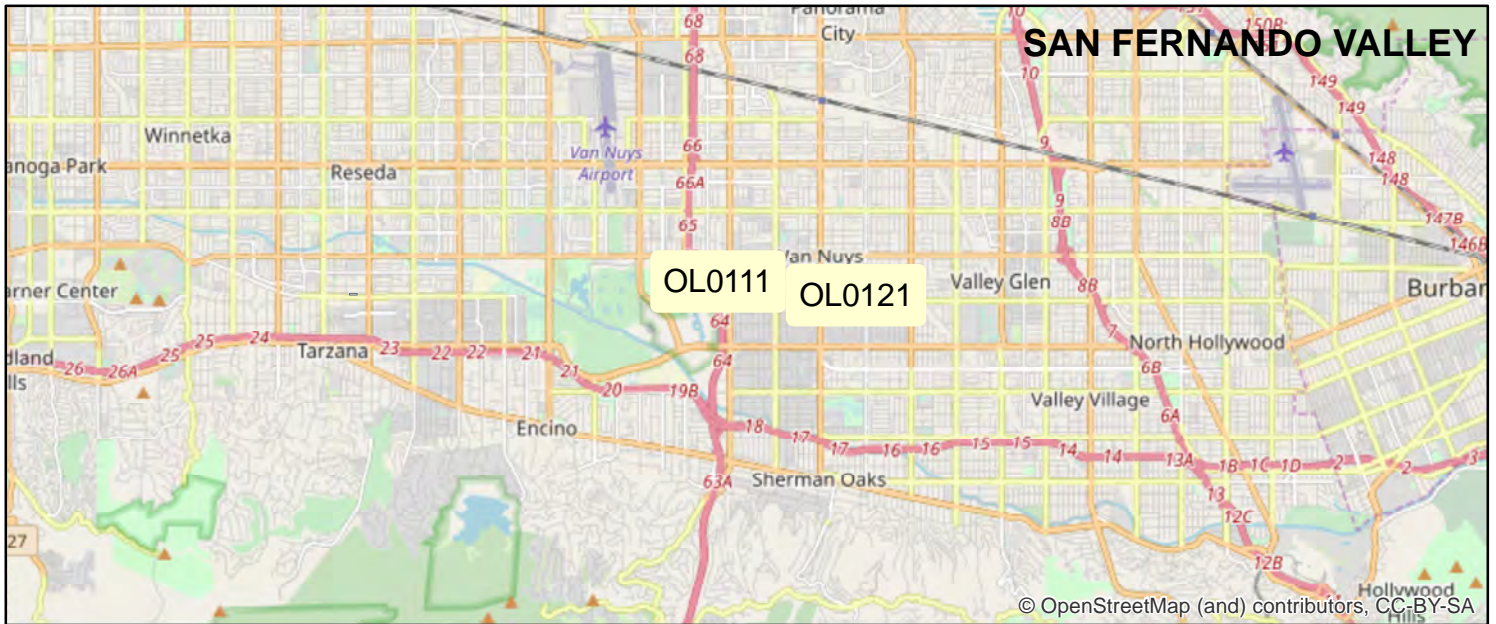 Panorama
City
SAN FERNANDO VALLEY
68
68
10
10
150B
149
149
148
148
147B
146B
Winnetka
anoga Park
Reseda
Van Nuys
Airport
66
66A
65
9
9
8B
8B
Van Nuys
OL0111
OL0121
Valley Glen
arner Center
Burban
64
64
7
6B
6A
North Hollywood
dland
lls
26
26A
25
25
24
Tarzana
23
22
22
21
21
20
19B
Valley Village
Encino
18
17
17
16
16
15
15
14
14
13A
1B
1C
1D
2
2
3
63A
Sherman Oaks
13
12C
12B
27
Hollywood
Hills
© OpenStreetMap (and) contributors, CC-BY-SA